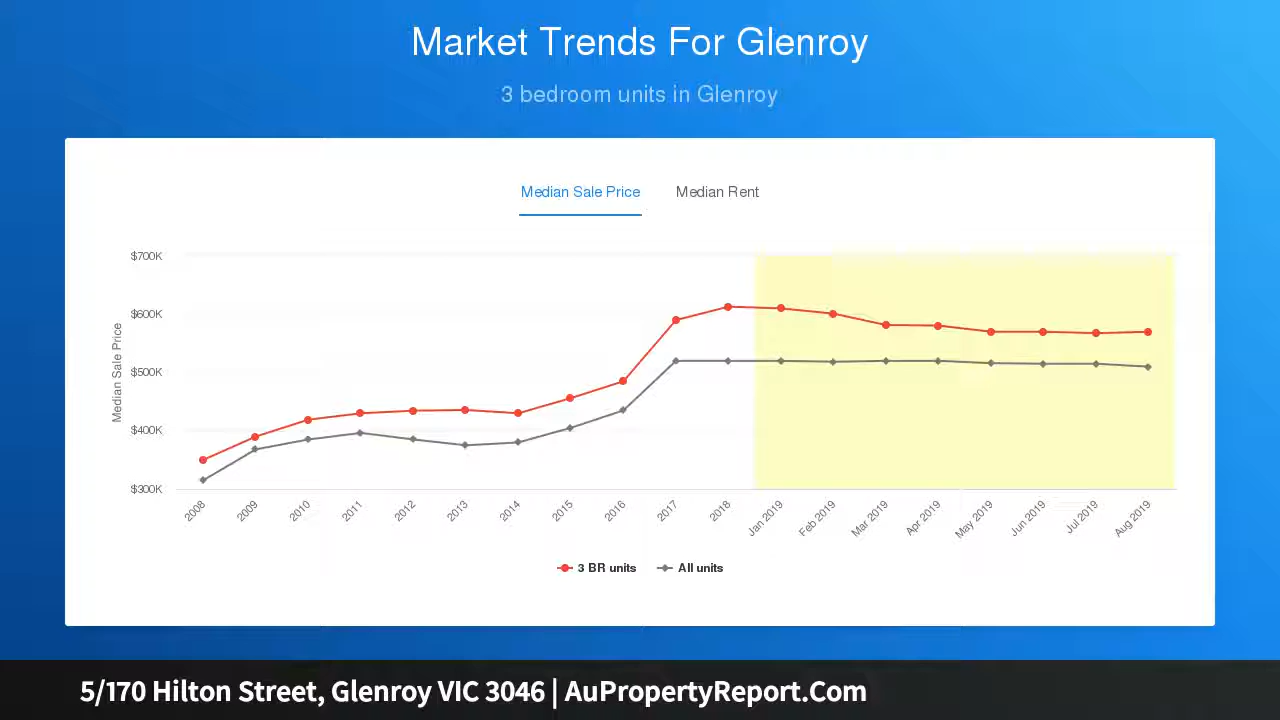 Market Trends For Glenroy
3 bedroom units in Glenroy
Median Sale Price Median Rent
Median Sale Price
$700K
$600K
$500K
$400K
$300K
2008 2009 2010 2011 2012 2013 2014 2015 2016 2017 2018 Jan 2019 Feb 2019 Mar 2019 Apr 2019 May 2019 Jun 2019 Jul 2019 Aug 2019
3 BR units All units
5/170 Hilton Street, Glenroy VIC 3046 | AuPropertyReport.Com